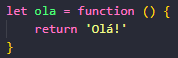 let ola = function () {
    return 'Olá!'
}